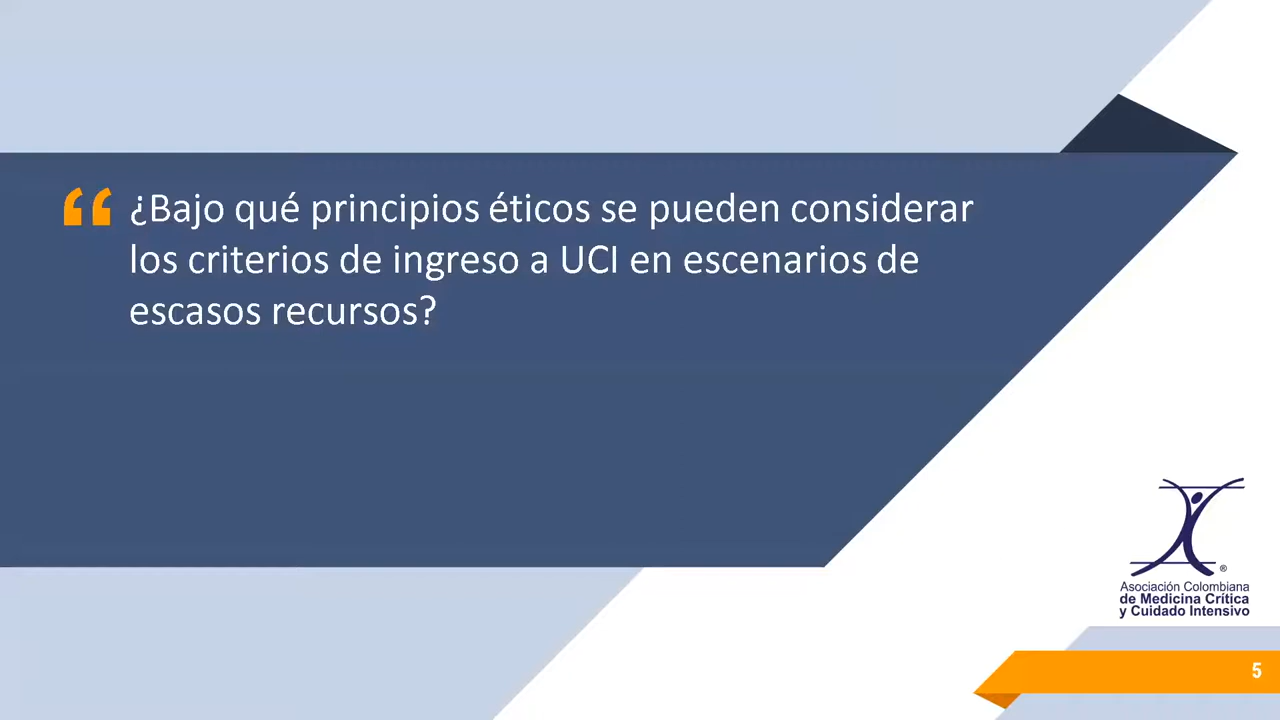 “ ¿Bajo qué principios éticos se pueden considerar
los criterios de ingreso a UCI en escenarios de
escasos recursos?
®
Asociación Colombiana
de Medicina Crítica
y Cuidado Intensivo
5